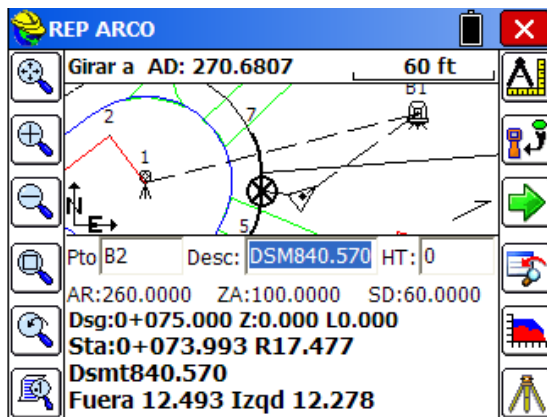 REP ARCO
Girar a AD: 270.6807 60 ft
B1
7
2
1
N
E
5
Pto B2 Desc: DSM840.570 HT: 0
AR:260.0000 ZA:100.0000 SD:60.0000
Dsg:0+075.000 Z:0.000 L0.000
Sta:0+073.993 R17.477
Dsmt840.570
Fuera 12.493 Izqd 12.278